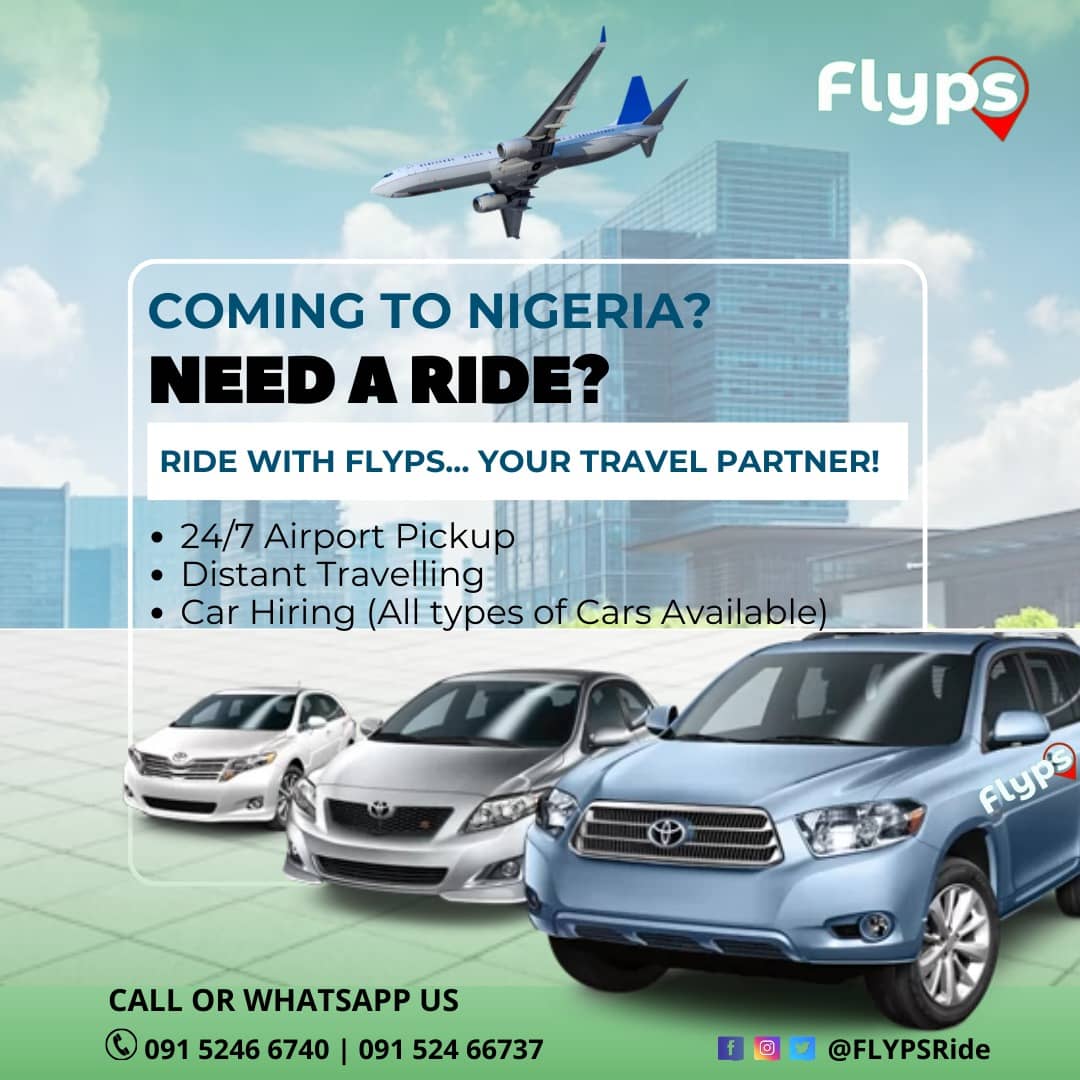 Flyps
COMING TO NIGERIA?
NEED A RIDE?
RIDE WITH FLYPS... YOUR TRAVEL PARTNER!
• 24/7 Airport Pickup
• Distant Travelling
• Car Hiring (All types of Cars Available)
Flyps
CALL OR WHATSAPP US
091 5246 6740 | 091 524 66737
@FLYPSRide